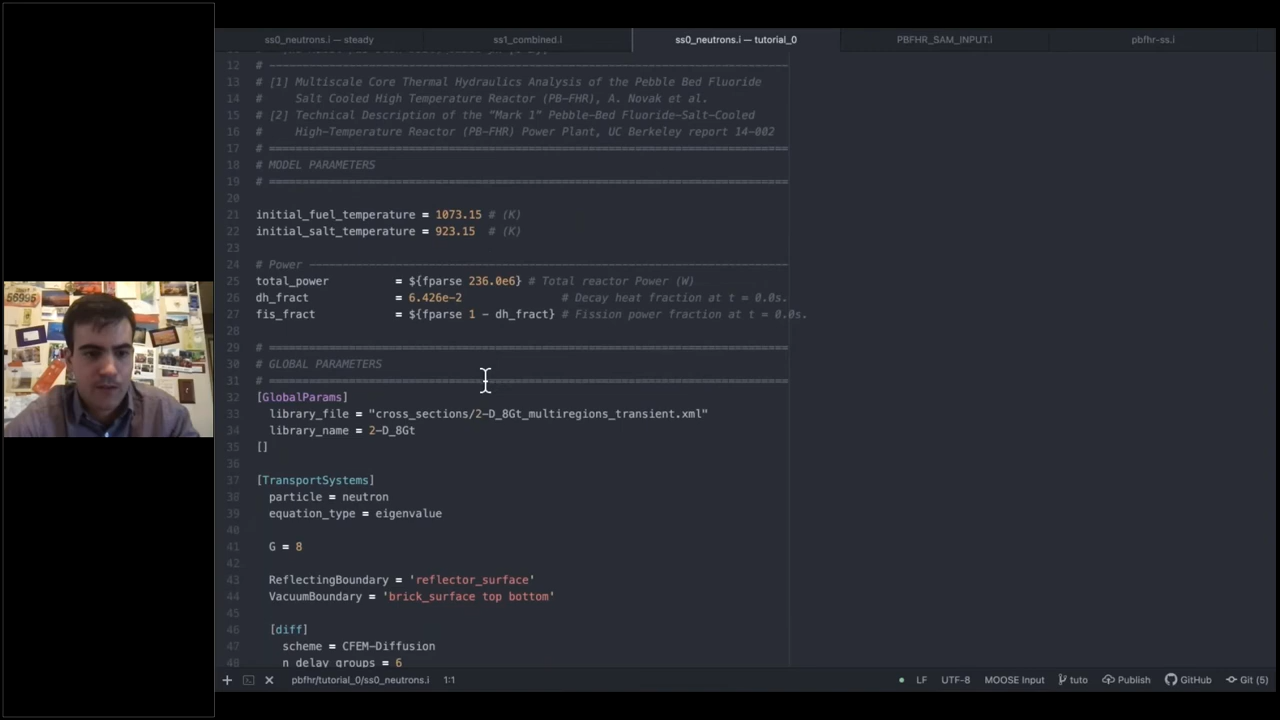 ss0_neutrons.i — steady
ss1_combined.i
ss0_neutrons.i — tutorial_0
PBFHR_SAM_INPUT.i
pbfhr-ss.i
12 # ------------------------------------------------------------------------------
13 # [1] Multiscale Core Thermal Hydraulics Analysis of the Pebble Bed Fluoride
14 #     Salt Cooled High Temperature Reactor (PB-FHR), A. Novak et al.
15 # [2] Technical Description of the “Mark 1” Pebble-Bed Fluoride-Salt-Cooled
16 #     High-Temperature Reactor (PB-FHR) Power Plant, UC Berkeley report 14-002
17 # ==============================================================================
18 # MODEL PARAMETERS
19 # ==============================================================================
20
21 initial_fuel_temperature = 1073.15 # (K)
22 initial_salt_temperature = 923.15  # (K)
23
24 # Power ------------------------------------------------------------------------
25 total_power          = ${fparse 236.0e6} # Total reactor Power (W)
26 dh_fract             = 6.426e-2               # Decay heat fraction at t = 0.0s.
27 fis_fract            = ${fparse 1 - dh_fract} # Fission power fraction at t = 0.0s.
28
29 # ==============================================================================
30 # GLOBAL PARAMETERS
31 # ==============================================================================
32 [GlobalParams]
33   library_file = "cross_sections/2-D_8Gt_multiregions_transient.xml"
34   library_name = 2-D_8Gt
35 []
36
37 [TransportSystems]
38   particle = neutron
39   equation_type = eigenvalue
40
41   G = 8
42
43   ReflectingBoundary = 'reflector_surface'
44   VacuumBoundary = 'brick_surface top bottom'
45
46   [diff]
47     scheme = CFEM-Diffusion
48     n_delay_groups = 6
+ × pbfhr/tutorial_0/ss0_neutrons.i 1:1 LF UTF-8 MOOSE Input tuto Publish GitHub Git (5)
56995